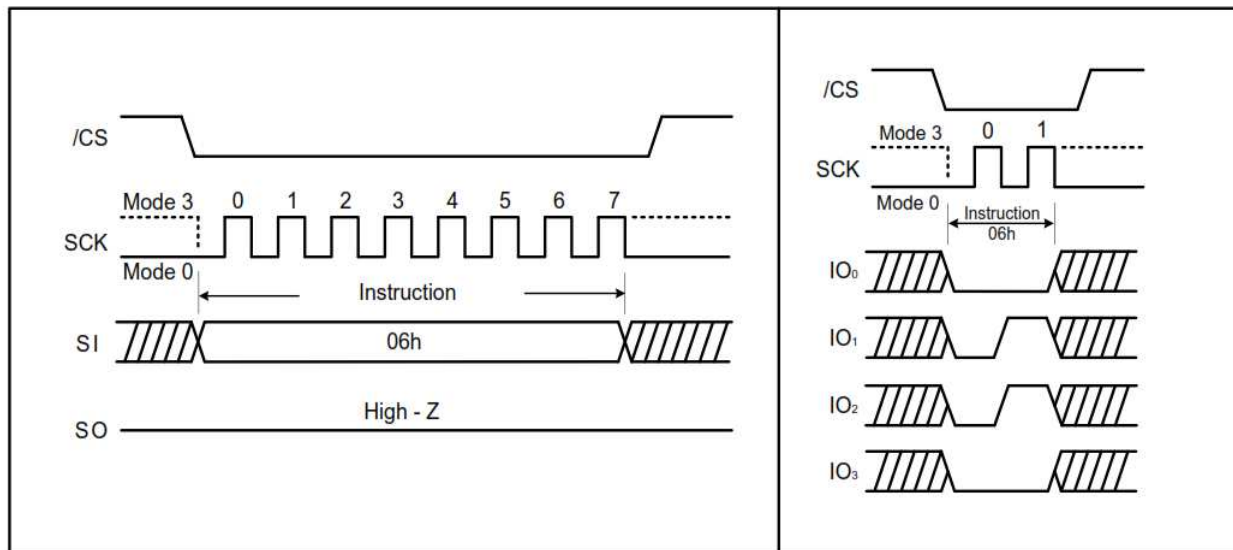 /CS
Mode 3
0 1 2 3 4 5 6 7
SCK
Mode 0
Instruction
SI
06h
High - Z
SO
/CS
Mode 3
0 1
SCK
Mode 0
Instruction
06h
IO₀
IO₁
IO₂
IO₃